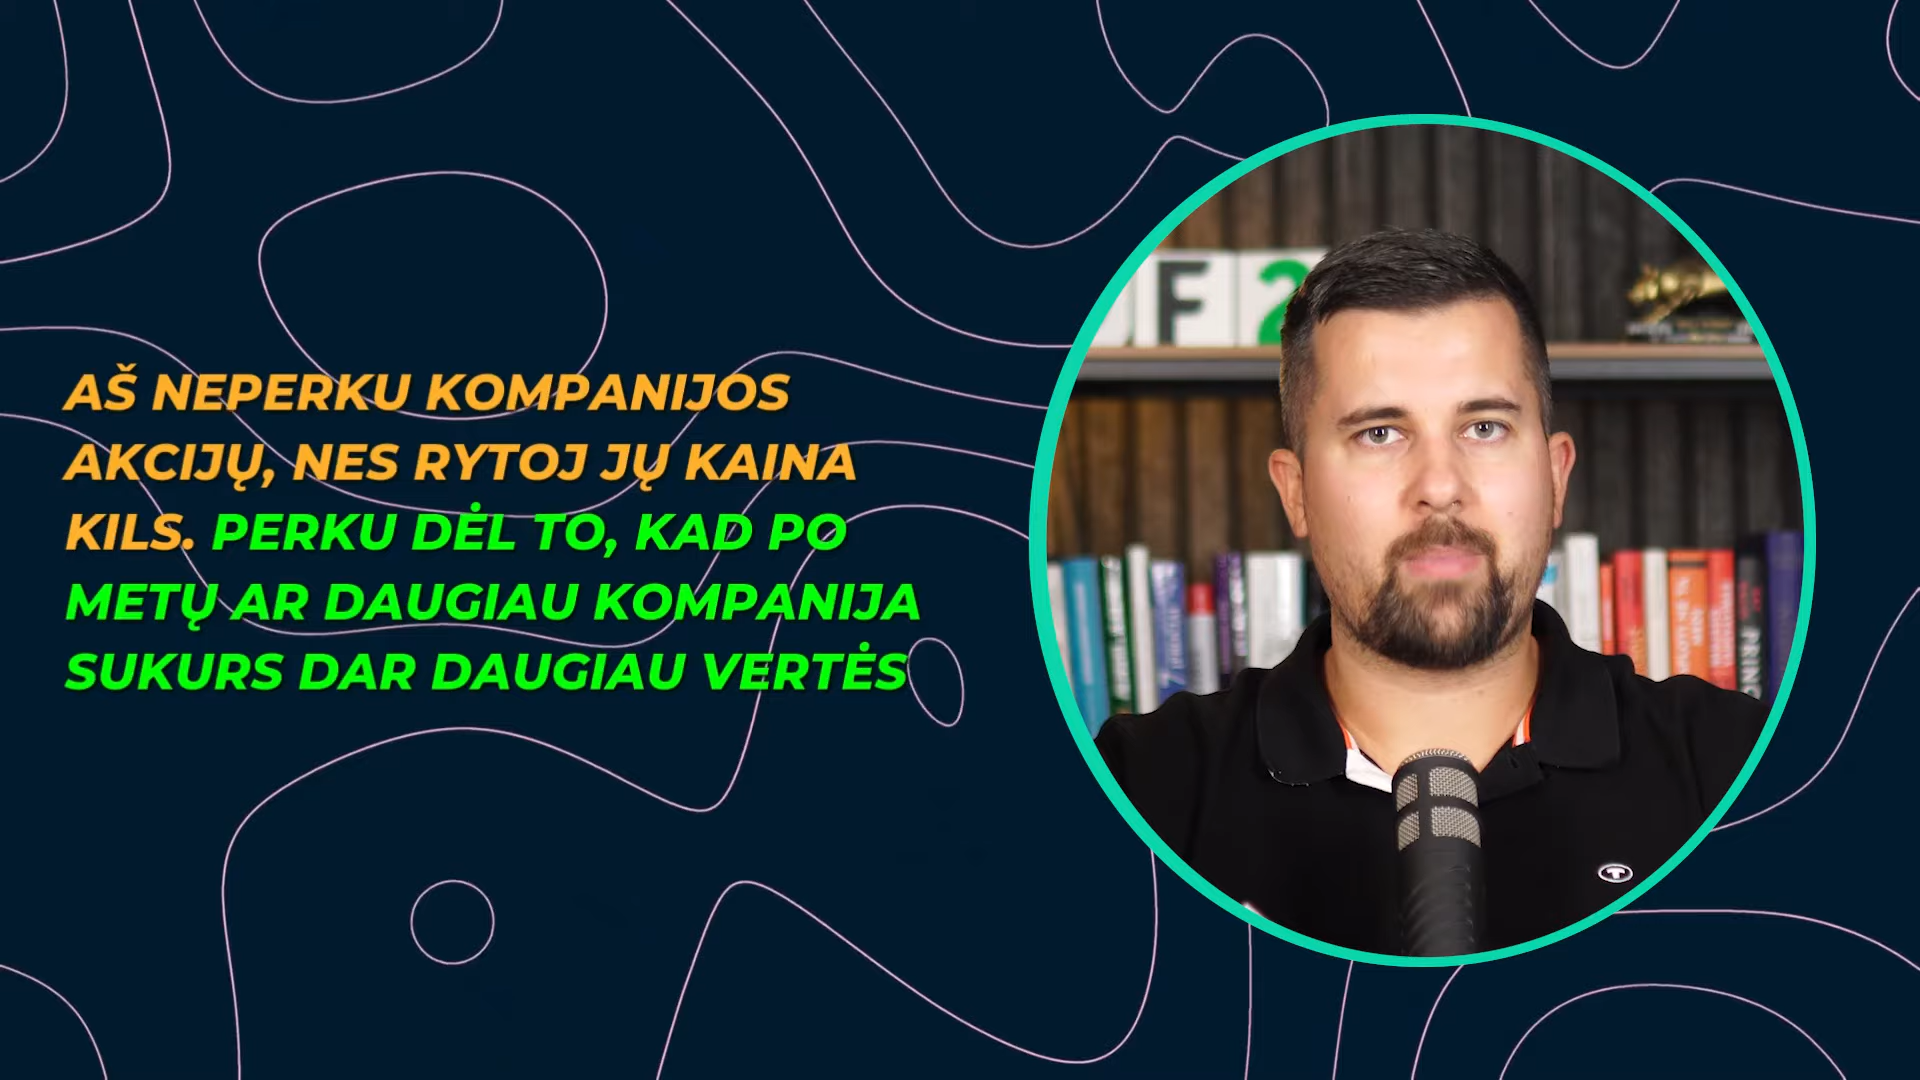 AŠ NEPERKU KOMPANIJOS
AKCIJŲ, NES RYTOJ JŲ KAINA
KILS. PERKU DĖL TO, KAD PO
METŲ AR DAUGIAU KOMPANIJA
SUKURS DAR DAUGIAU VERTĖS
F2